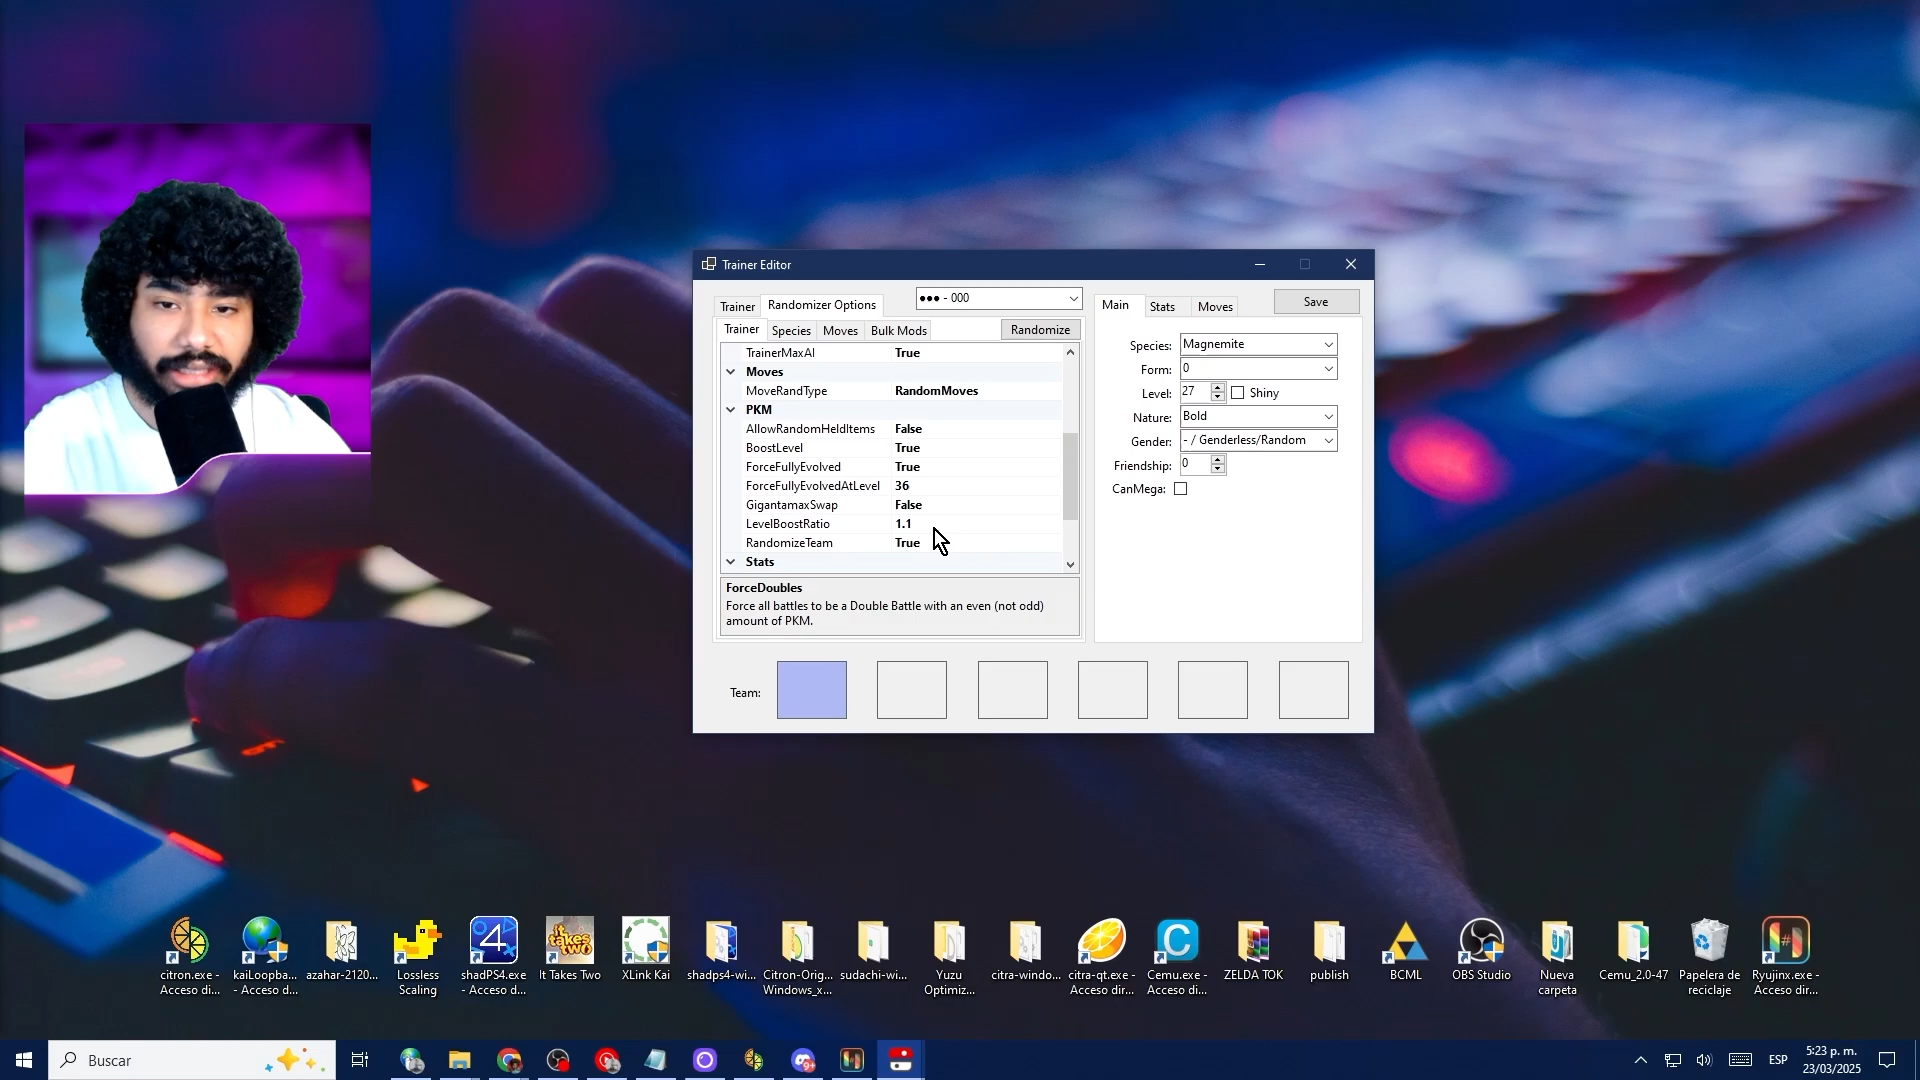 Trainer Editor
Trainer
Randomizer Options
●●● - 000
Trainer
Species
Moves
Bulk Mods
Randomize
TrainerMaxAI True
Moves
MoveRandType RandomMoves
PKM
AllowRandomHeldItems False
BoostLevel True
ForceFullyEvolved True
ForceFullyEvolvedAtLevel 36
GigantamaxSwap False
LevelBoostRatio 1.1
RandomizeTeam True
Stats
ForceDoubles
Force all battles to be a Double Battle with an even (not odd)
amount of PKM.
Main
Stats
Moves
Save
Species: Magnemite
Form: 0
Level: 27 Shiny
Nature: Bold
Gender: - / Genderless/Random
Friendship: 0
CanMega:
Team:
citron.exe -
Acceso di...
kaiLoopba...
- Acceso d...
azahar-2120...
Lossless
Scaling
shadPS4.exe
- Acceso d...
It Takes Two
XLink Kai
shadps4-wi...
Citron-Orig...
Windows_x...
sudachi-wi...
Yuzu
Optimiz...
citra-windo...
citra-qt.exe -
Acceso dir...
Cemu.exe -
Acceso di...
ZELDA TOK
publish
BCML
OBS Studio
Nueva
carpeta
Cemu_2.0-47
Papelera de
reciclaje
Ryujinx.exe -
Acceso dir...
Buscar
ESP
5:23 p. m.
23/03/2025